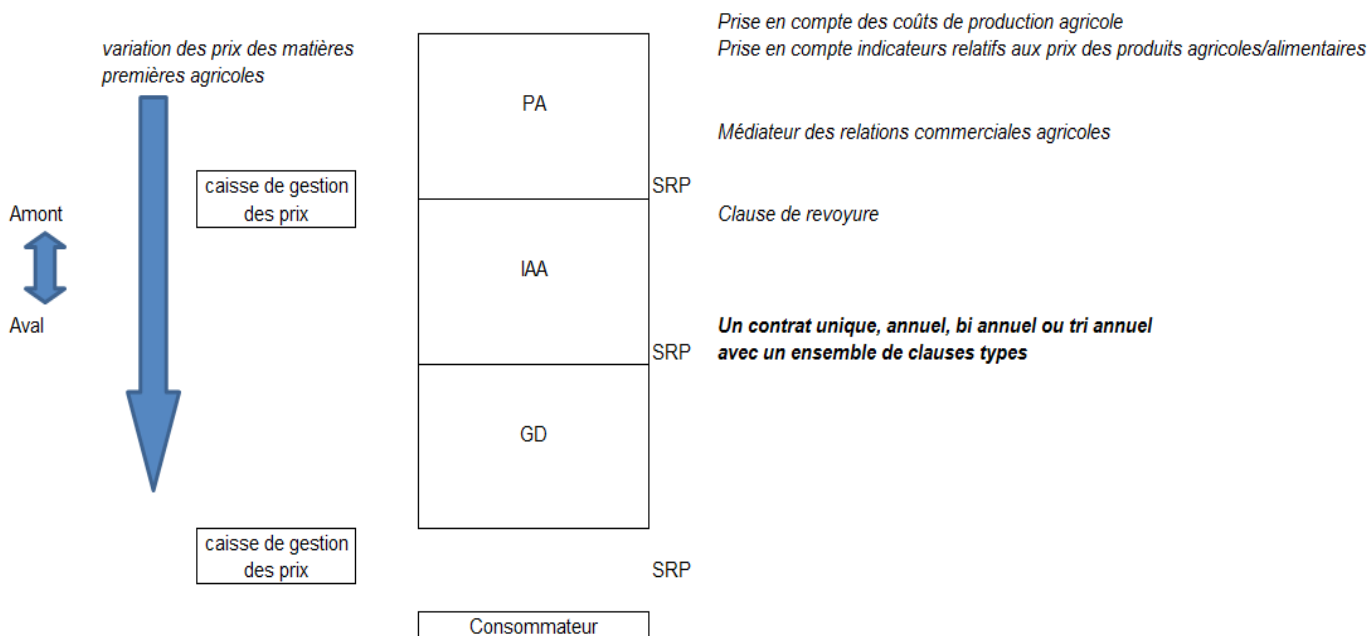 Prise en compte des coûts de production agricole
variation des prix des matières
premières agricoles
Prise en compte indicateurs relatifs aux prix des produits agricoles/alimentaires
PA
Médiateur des relations commerciales agricoles
caisse de gestion
des prix
SRP
Amont
Clause de revoyure
IAA
Aval
Un contrat unique, annuel, bi annuel ou tri annuel
avec un ensemble de clauses types
SRP
GD
caisse de gestion
des prix
SRP
Consommateur